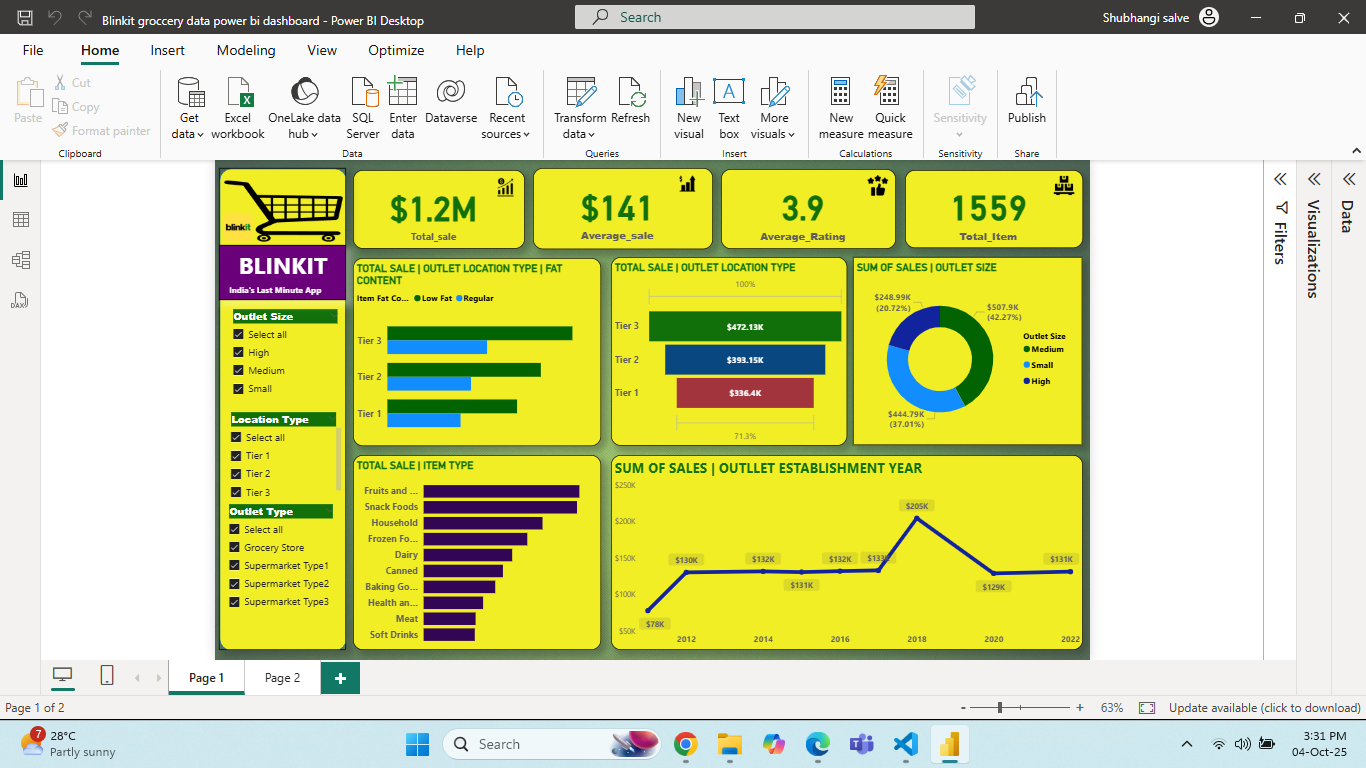 Blinkit groccery data power bi dashboard - Power BI Desktop
Search
Shubhangi salve
File Home Insert Modeling View Optimize Help
Paste
Cut
Copy
Format painter
Clipboard
Get data
Excel workbook
OneLake data hub
SQL Server
Enter data
Dataverse
Recent sources
Data
Transform data
Refresh
Queries
New visual
Text box
More visuals
Insert
New measure
Quick measure
Calculations
Sensitivity
Sensitivity
Publish
Share
blinkit
BLINKIT
India's Last Minute App
Outlet Size
Select all
High
Medium
Small
Location Type
Select all
Tier 1
Tier 2
Tier 3
Outlet Type
Select all
Grocery Store
Supermarket Type1
Supermarket Type2
Supermarket Type3
$1.2M
Total_sale
$141
Average_sale
3.9
Average_Rating
1559
Total_Item
TOTAL SALE | OUTLET LOCATION TYPE | FAT
CONTENT
Item Fat Co... Low Fat Regular
Tier 3
Tier 2
Tier 1
TOTAL SALE | OUTLET LOCATION TYPE
100%
Tier 3 $472.13K
Tier 2 $393.15K
Tier 1 $336.4K
71.3%
SUM OF SALES | OUTLET SIZE
$248.99K
(20.72%)
$507.9K
(42.27%)
$444.79K
(37.01%)
Outlet Size
Medium
Small
High
TOTAL SALE | ITEM TYPE
Fruits and ...
Snack Foods
Household
Frozen Fo...
Dairy
Canned
Baking Go...
Health an...
Meat
Soft Drinks
SUM OF SALES | OUTLLET ESTABLISHMENT YEAR
$250K
$200K
$150K
$100K
$50K
$78K
$130K
$132K
$131K
$132K
$133K
$205K
$129K
$131K
2012 2014 2016 2018 2020 2022
Filters
Visualizations
Data
Page 1
Page 2
Page 1 of 2
63%
Update available (click to download)
7
28°C
Partly sunny
Search
3:31 PM
04-Oct-25